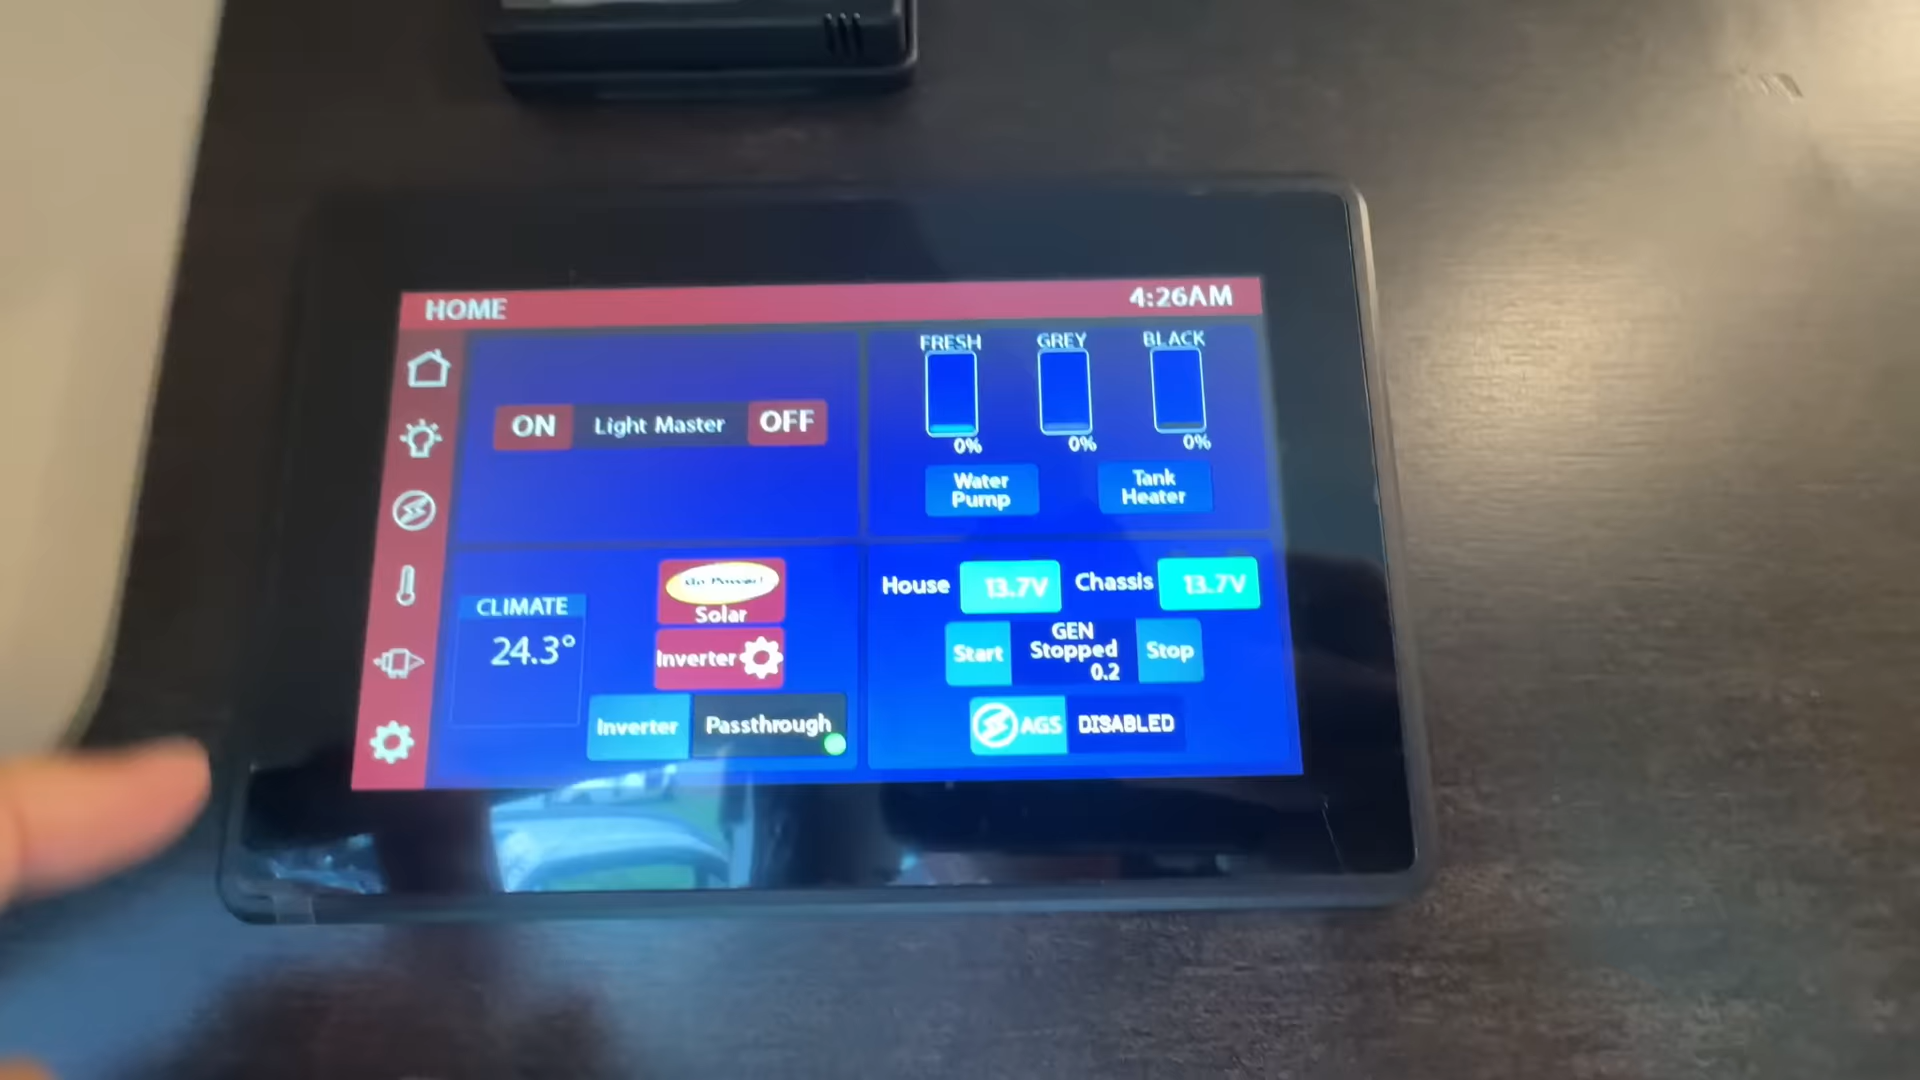 HOME
4:26AM
ON Light Master OFF
FRESH GREY BLACK
0% 0% 0%
Water
Pump
Tank
Heater
CLIMATE
24.3°
Go Power!
Solar
Inverter
Inverter Passthrough
House 13.7V Chassis 13.7V
Start
GEN
Stopped
0.2
Stop
AGS DISABLED